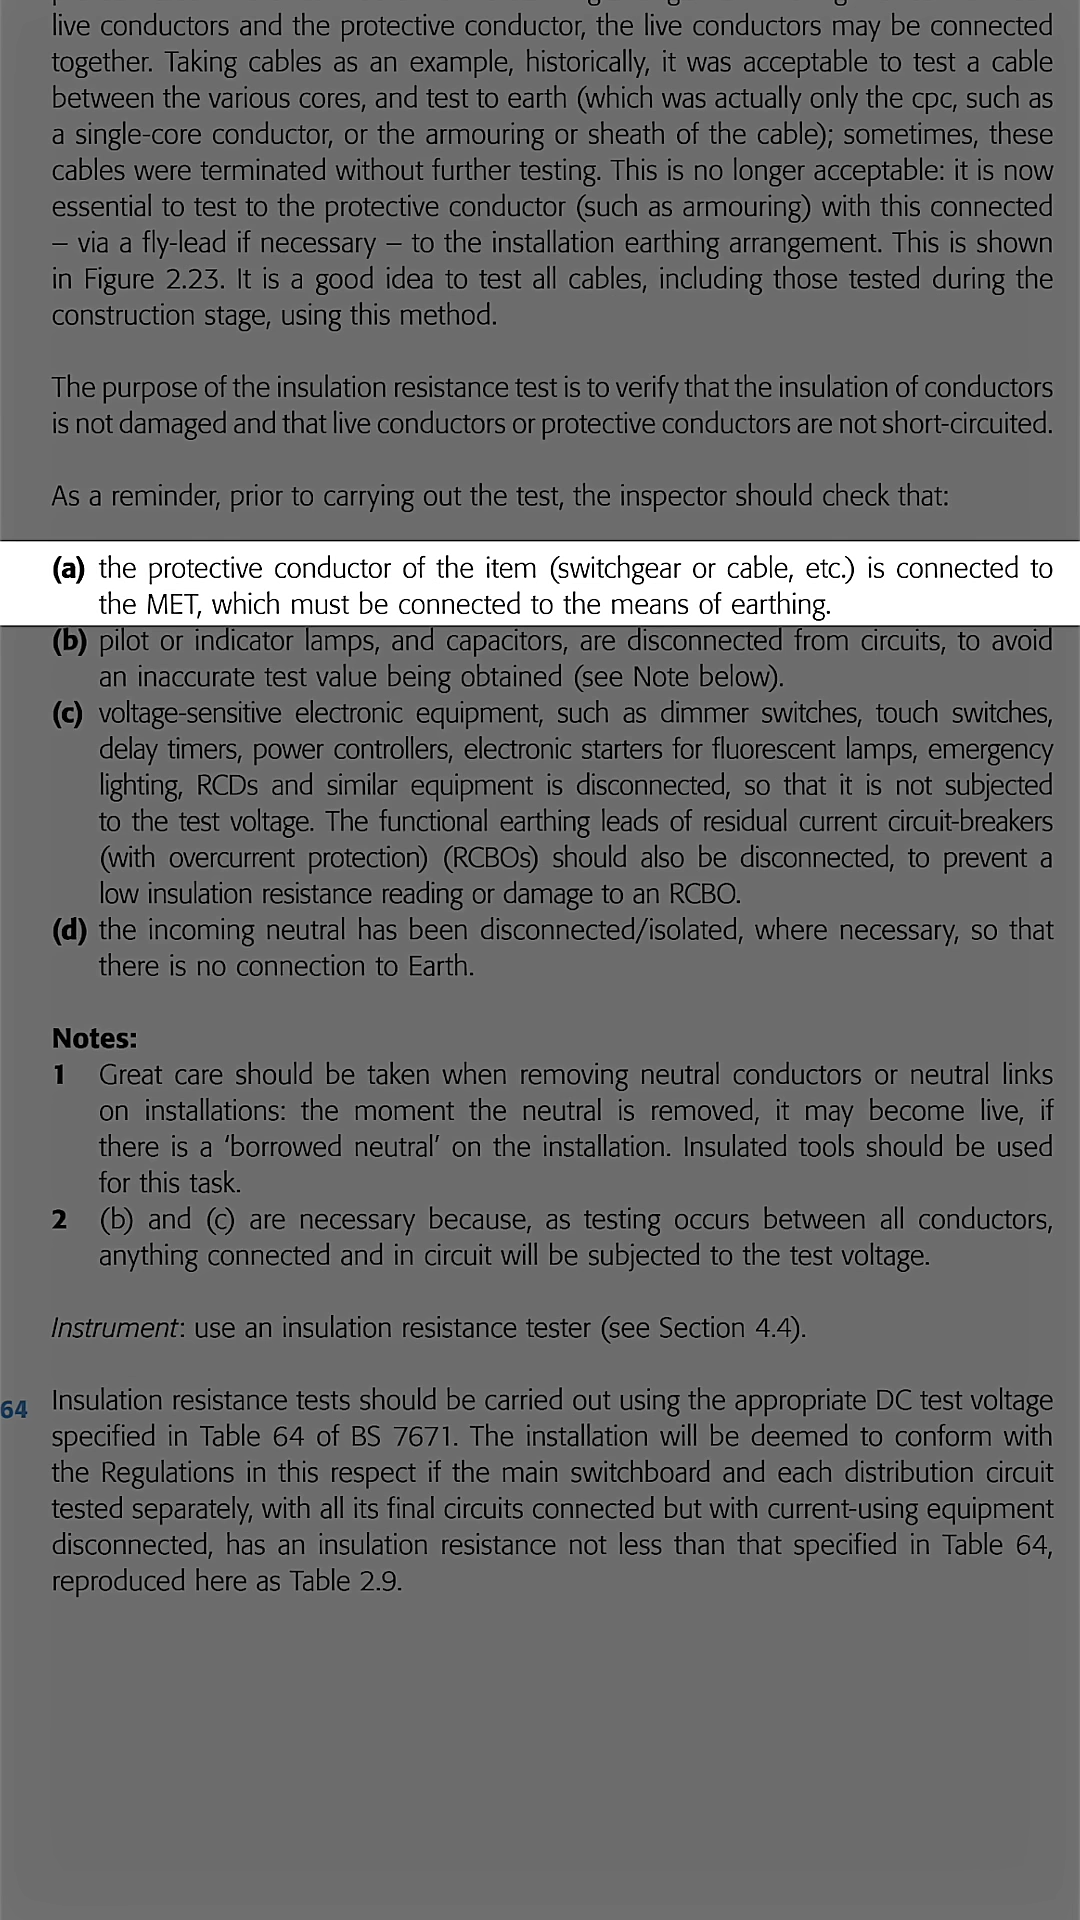 live conductors and the protective conductor, the live conductors may be connected
together. Taking cables as an example, historically, it was acceptable to test a cable
between the various cores, and test to earth (which was actually only the cpc, such as
a single-core conductor, or the armouring or sheath of the cable); sometimes, these
cables were terminated without further testing. This is no longer acceptable: it is now
essential to test to the protective conductor (such as armouring) with this connected
– via a fly-lead if necessary – to the installation earthing arrangement. This is shown
in Figure 2.23. It is a good idea to test all cables, including those tested during the
construction stage, using this method.
The purpose of the insulation resistance test is to verify that the insulation of conductors
is not damaged and that live conductors or protective conductors are not short-circuited.
As a reminder, prior to carrying out the test, the inspector should check that:
(a) the protective conductor of the item (switchgear or cable, etc.) is connected to
the MET, which must be connected to the means of earthing.
(b) pilot or indicator lamps, and capacitors, are disconnected from circuits, to avoid
an inaccurate test value being obtained (see Note below).
(c) voltage-sensitive electronic equipment, such as dimmer switches, touch switches,
delay timers, power controllers, electronic starters for fluorescent lamps, emergency
lighting, RCDs and similar equipment is disconnected, so that it is not subjected
to the test voltage. The functional earthing leads of residual current circuit-breakers
(with overcurrent protection) (RCBOs) should also be disconnected, to prevent a
low insulation resistance reading or damage to an RCBO.
(d) the incoming neutral has been disconnected/isolated, where necessary, so that
there is no connection to Earth.
Notes:
1 Great care should be taken when removing neutral conductors or neutral links
on installations: the moment the neutral is removed, it may become live, if
there is a ‘borrowed neutral’ on the installation. Insulated tools should be used
for this task.
2 (b) and (c) are necessary because, as testing occurs between all conductors,
anything connected and in circuit will be subjected to the test voltage.
Instrument: use an insulation resistance tester (see Section 4.4).
64 Insulation resistance tests should be carried out using the appropriate DC test voltage
specified in Table 64 of BS 7671. The installation will be deemed to conform with
the Regulations in this respect if the main switchboard and each distribution circuit
tested separately, with all its final circuits connected but with current-using equipment
disconnected, has an insulation resistance not less than that specified in Table 64,
reproduced here as Table 2.9.